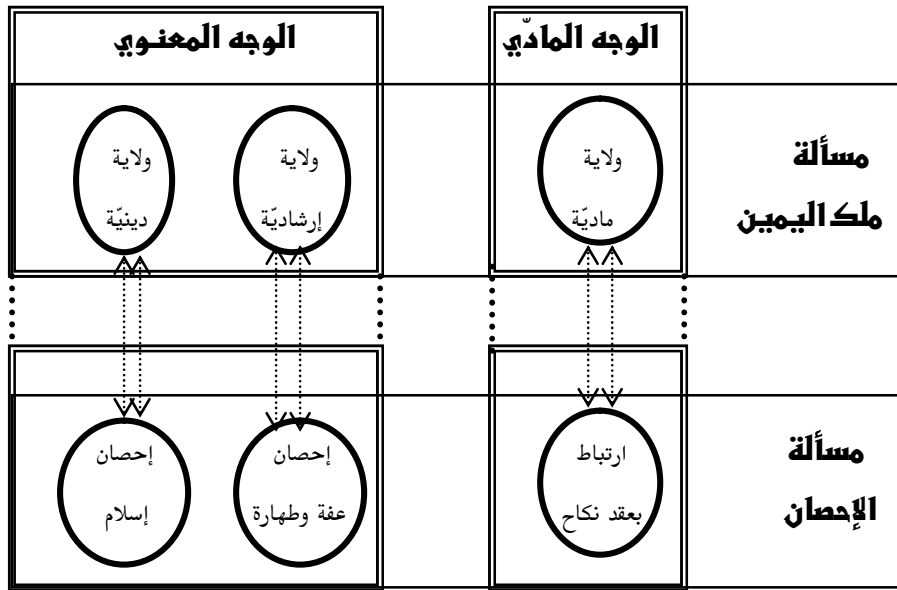 الوجه المادّي
الوجه المعنوي
مسألة
ملك اليمين
ولاية
ماديّة
ولاية
إرشاديّة
ولاية
دينيّة
مسألة
الإحصان
ارتباط
بعقد نكاح
إحصان
عفة وطهارة
إحصان
إسلام